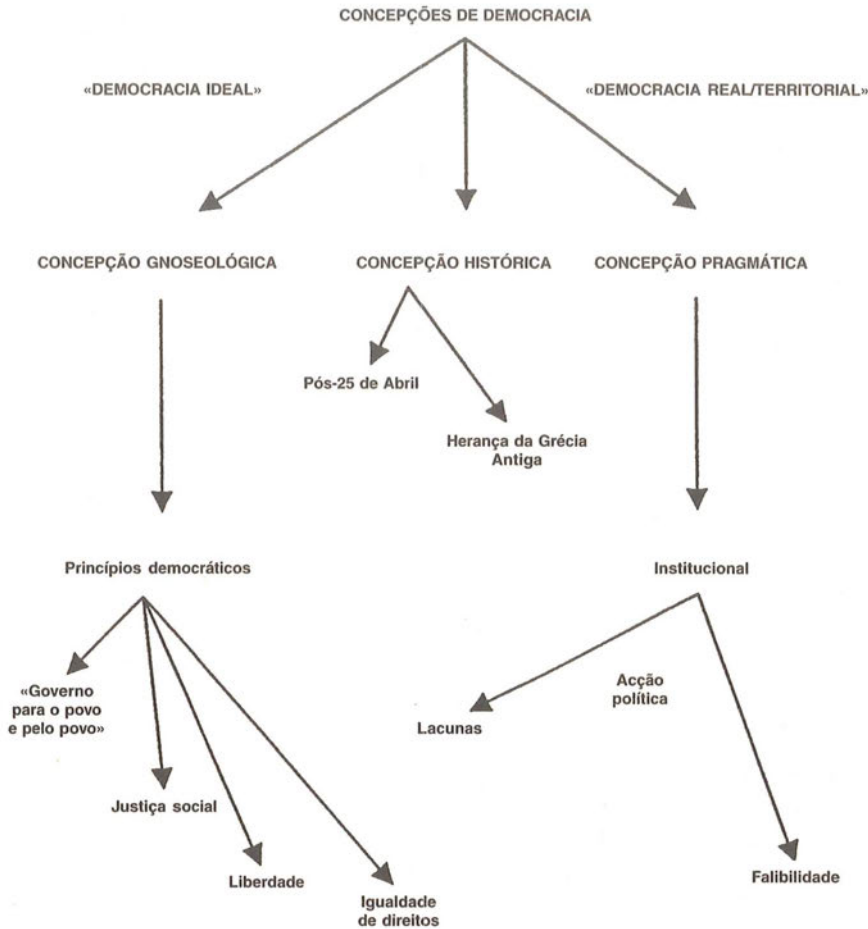 CONCEPÇÕES DE DEMOCRACIA
«DEMOCRACIA IDEAL»
«DEMOCRACIA REAL/TERRITORIAL»
CONCEPÇÃO GNOSEOLÓGICA
CONCEPÇÃO HISTÓRICA
CONCEPÇÃO PRAGMÁTICA
Pós-25 de Abril
Herança da Grécia
Antiga
Princípios democráticos
Institucional
«Governo
para o povo
e pelo povo»
Acção
política
Lacunas
Justiça social
Liberdade
Igualdade
de direitos
Falibilidade